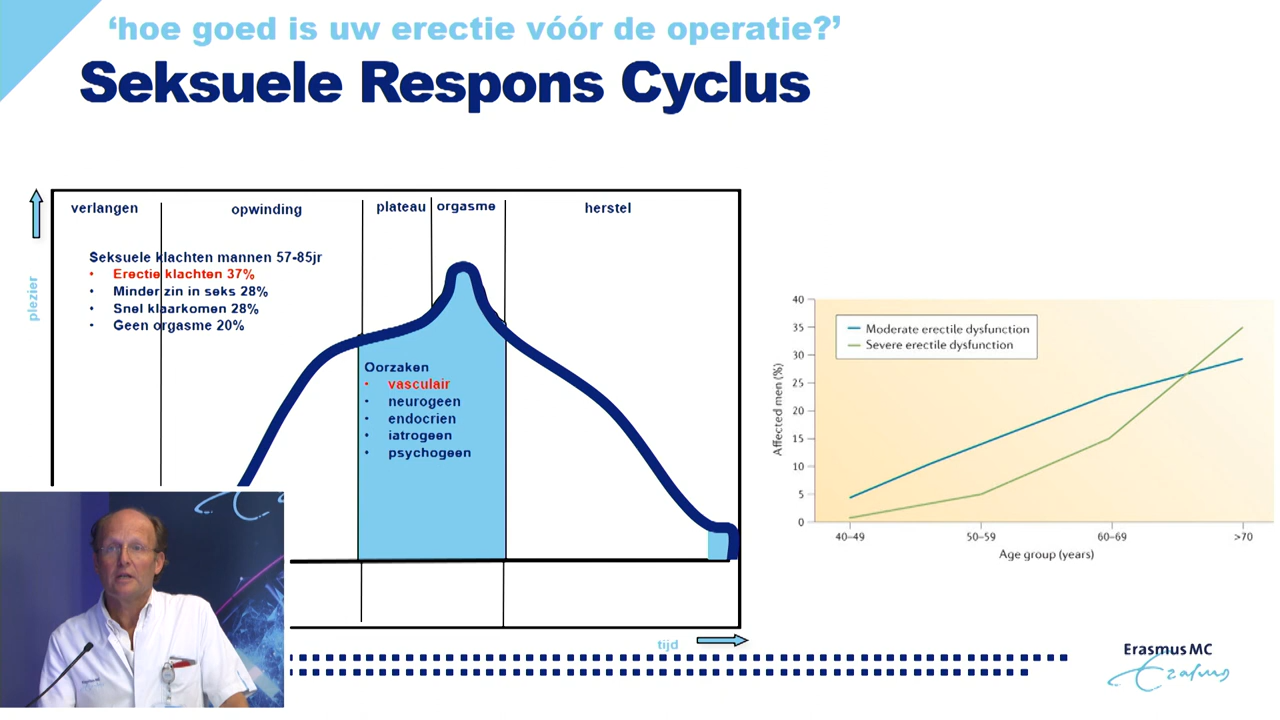 ‘hoe goed is uw erectie vóór de operatie?’
Seksuele Respons Cyclus
plezier
verlangen
opwinding
plateau
orgasme
herstel
Seksuele klachten mannen 57-85jr
• Erectie klachten 37%
• Minder zin in seks 28%
• Snel klaarkomen 28%
• Geen orgasme 20%
Oorzaken
• vasculair
• neurogeen
• endocrien
• iatrogeen
• psychogeen
tijd
Affected men (%)
40
35
30
25
20
15
10
5
0
Moderate erectile dysfunction
Severe erectile dysfunction
40–49
50–59
60–69
>70
Age group (years)
Erasmus MC
Erasmus